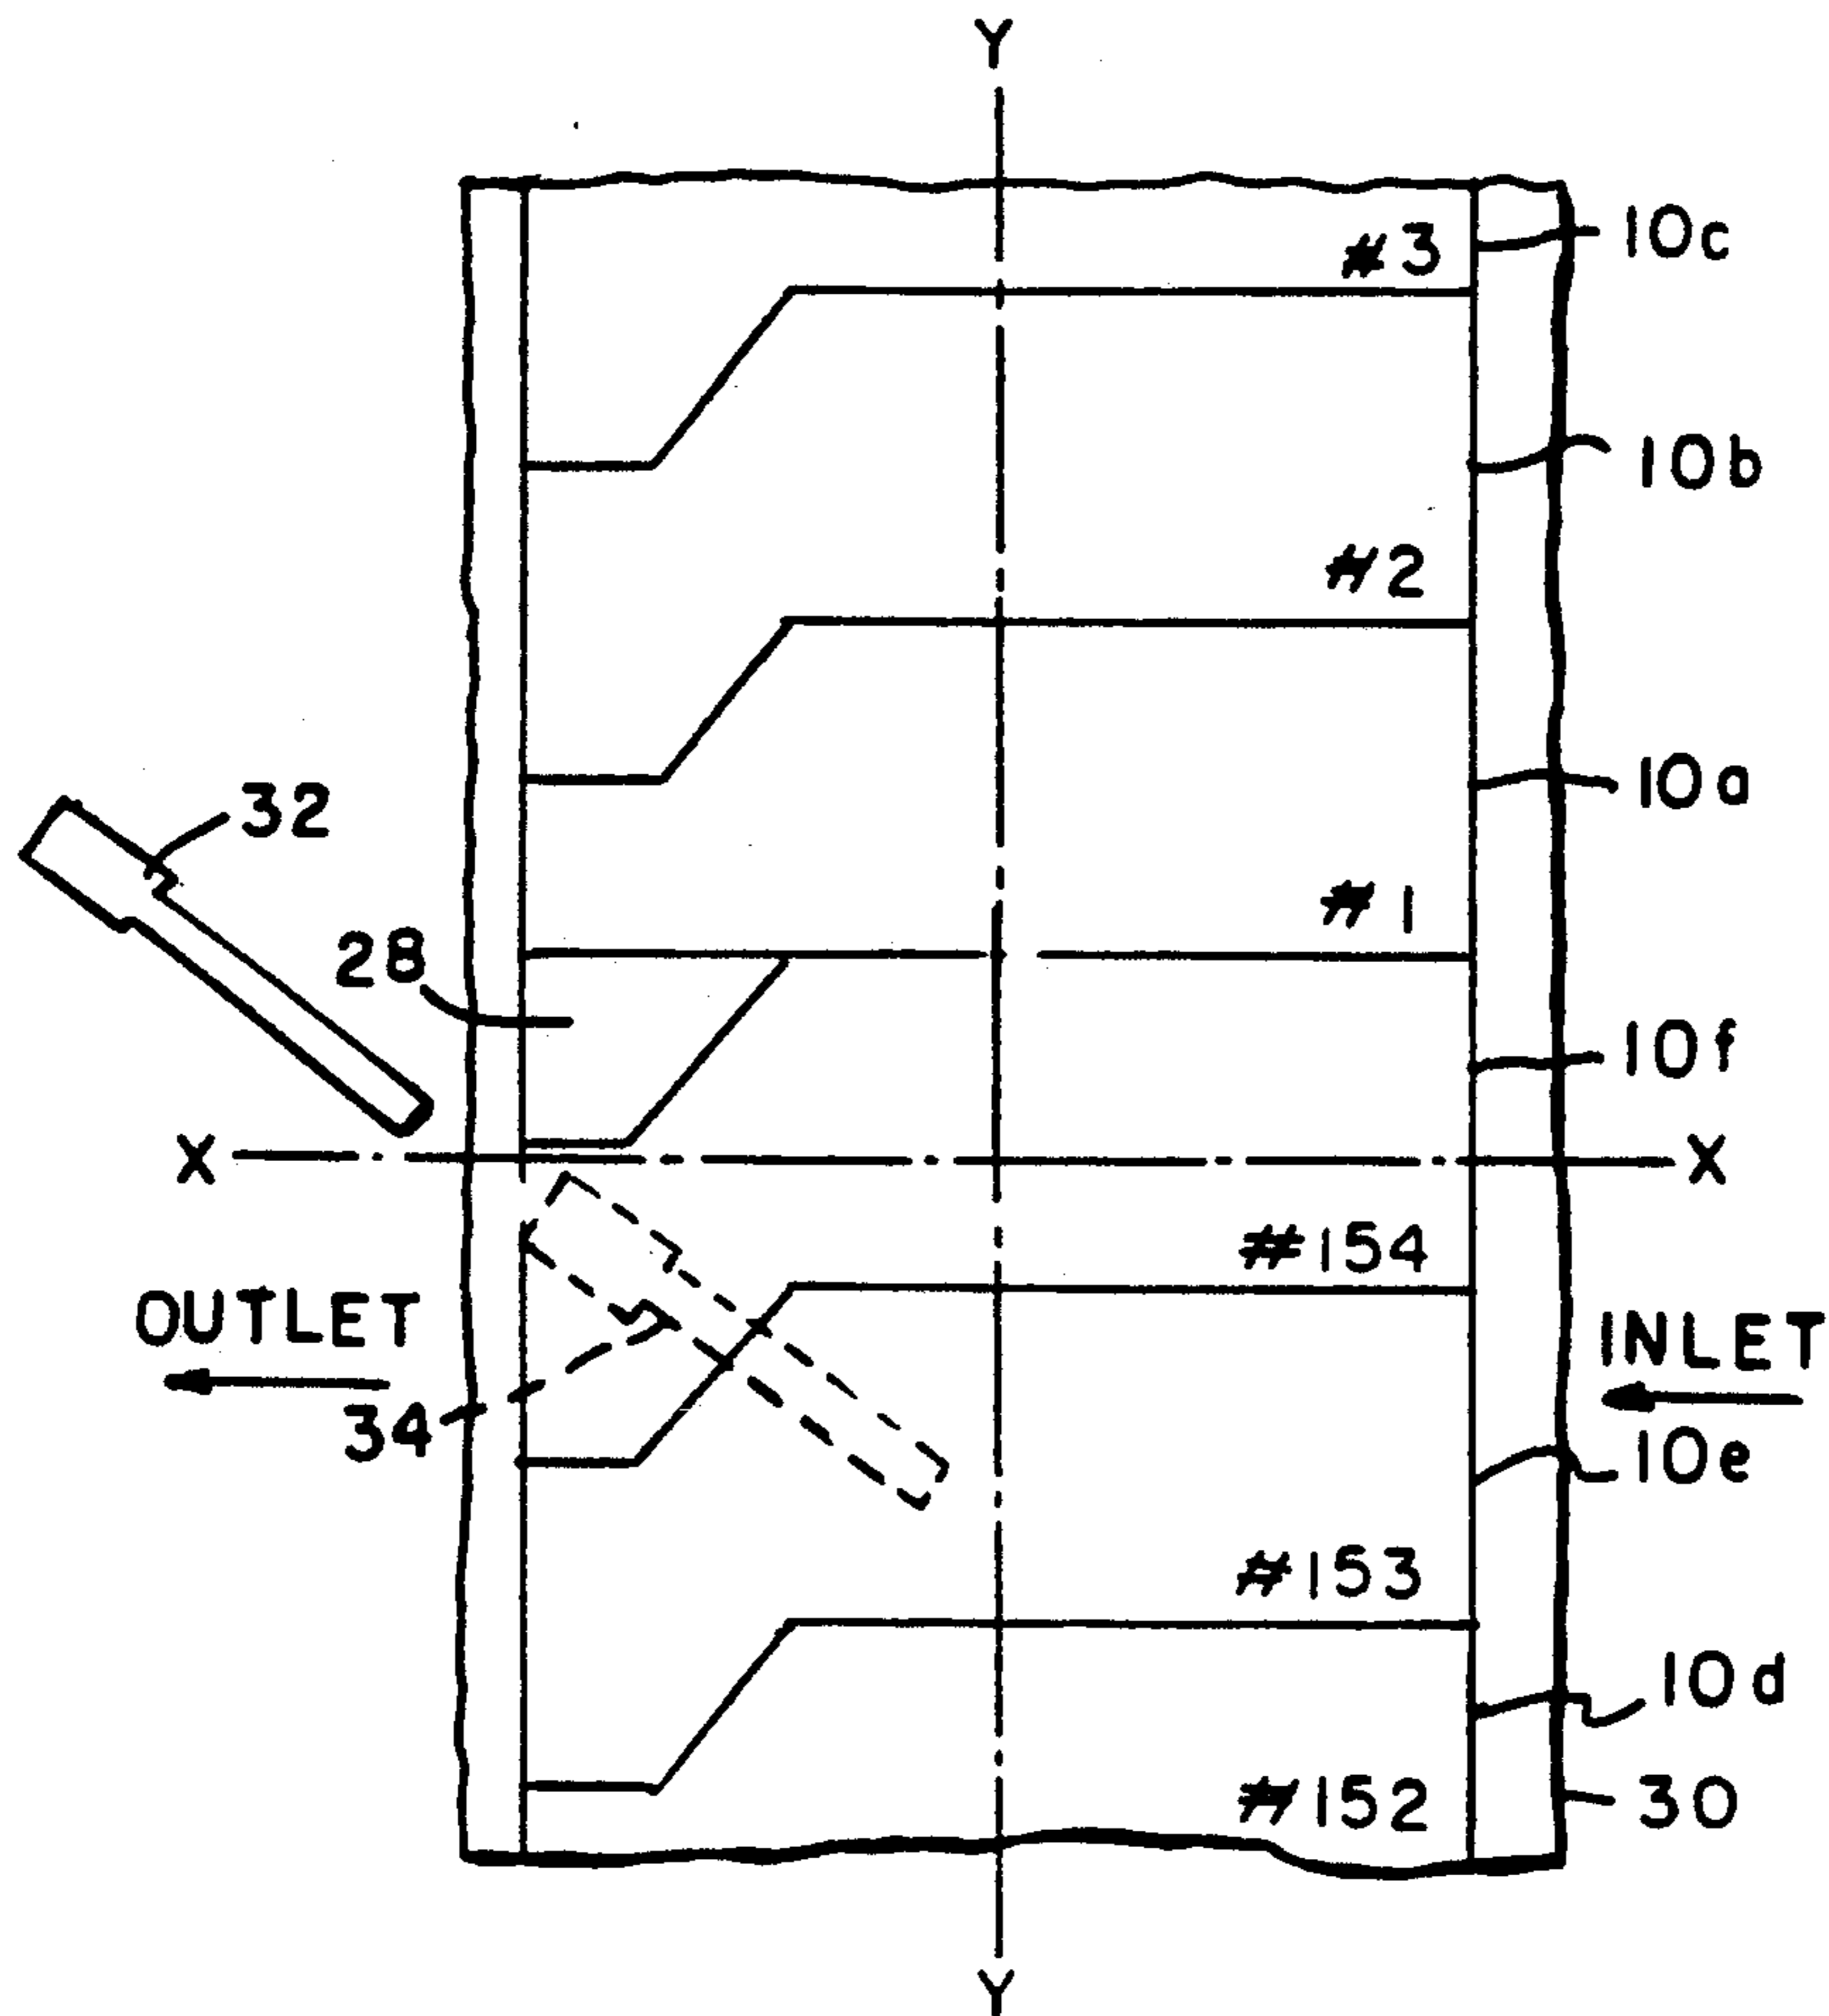 Y
#3
10c
10b
#2
10a
32
#1
28
10f
X
X
#154
OUTLET
INLET
34
10e
#153
10d
#152
30
Y